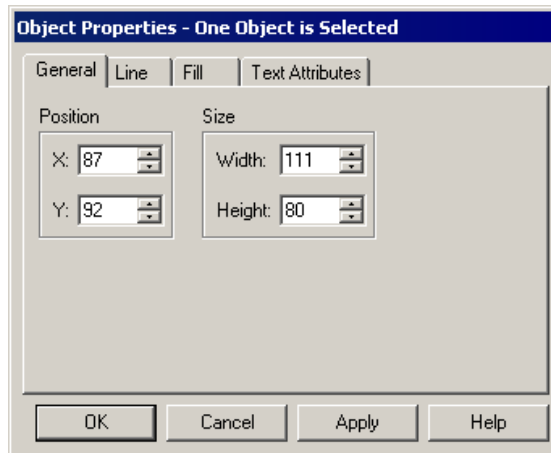 Object Properties - One Object is Selected
General Line Fill Text Attributes
Position Size
X: 87 Width: 111
Y: 92 Height: 80
OK Cancel Apply Help